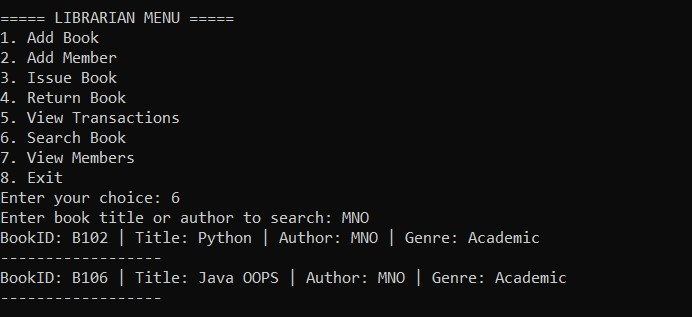 ===== LIBRARIAN MENU =====
1. Add Book
2. Add Member
3. Issue Book
4. Return Book
5. View Transactions
6. Search Book
7. View Members
8. Exit
Enter your choice: 6
Enter book title or author to search: MNO
BookID: B102 | Title: Python | Author: MNO | Genre: Academic
------------------
BookID: B106 | Title: Java OOPS | Author: MNO | Genre: Academic
------------------